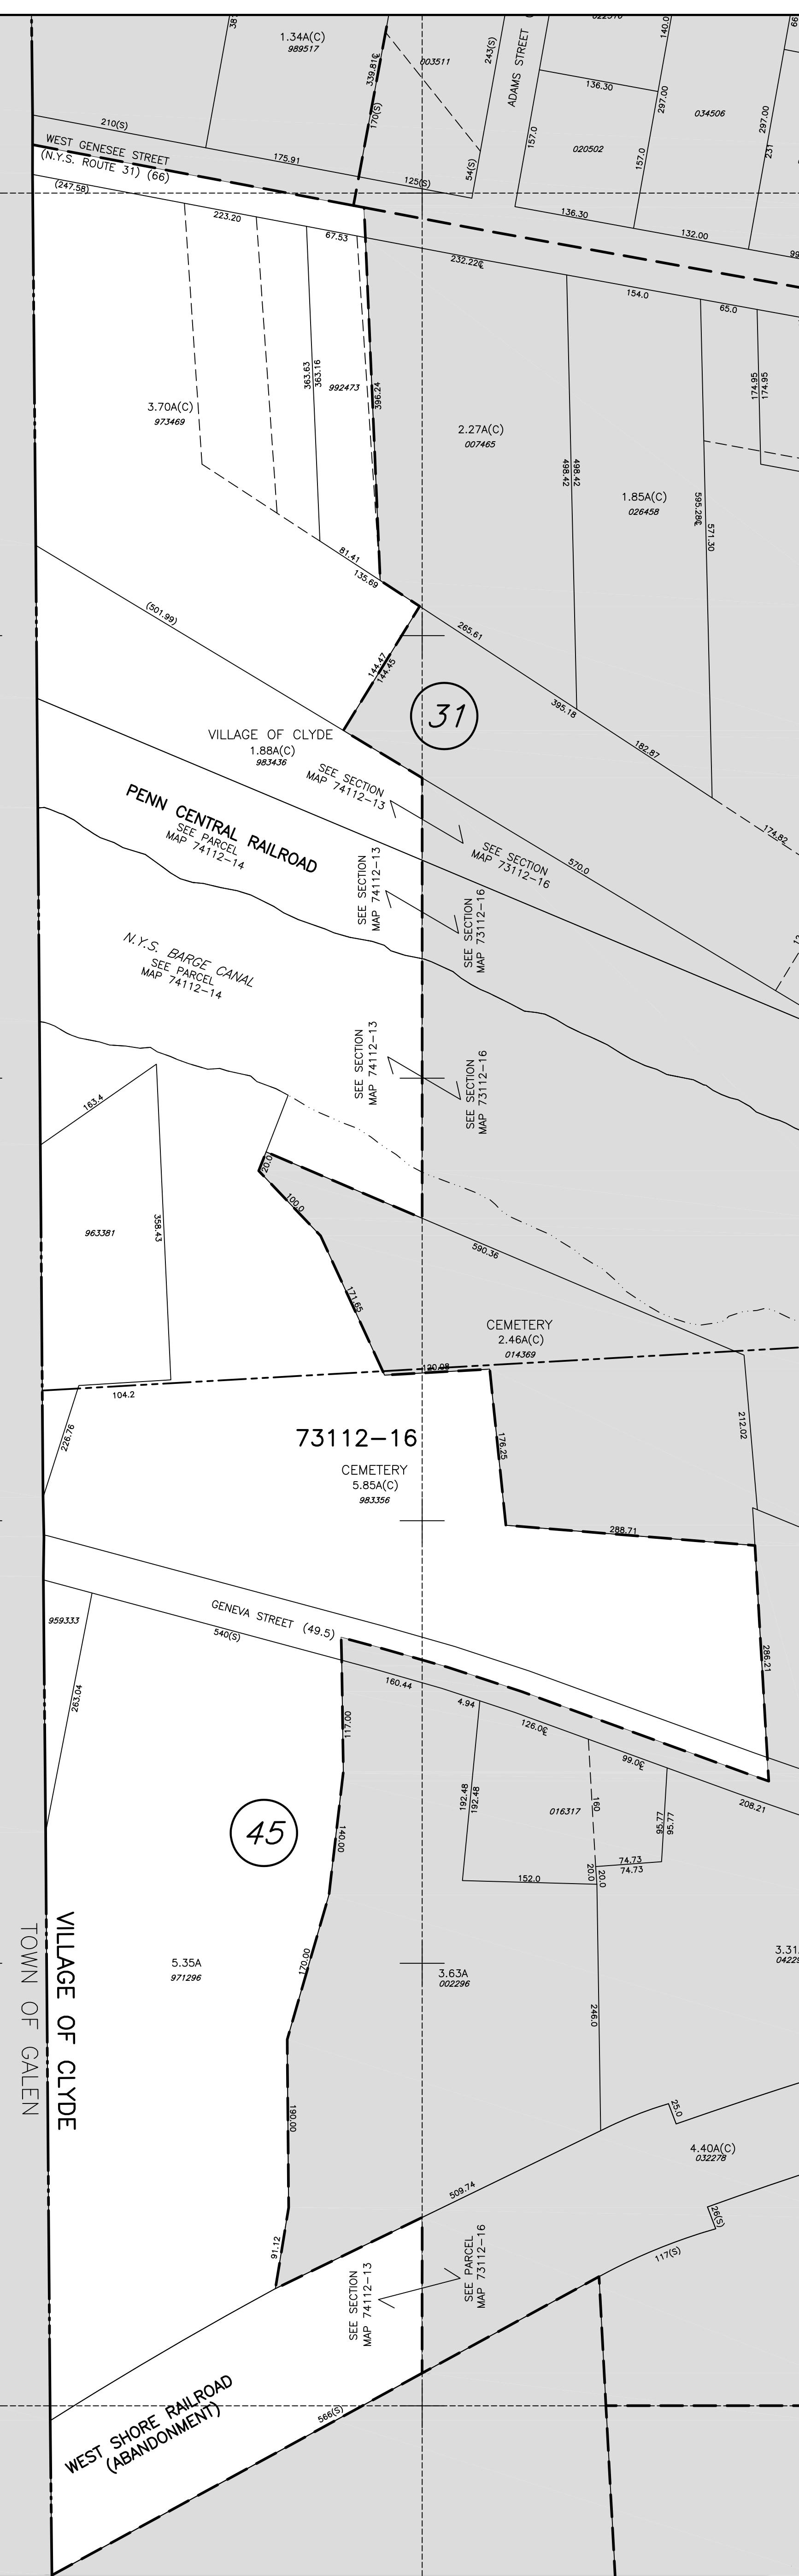 1.34A(C)
989517
003511
339.81℄
170(S)
243(S)
54(S)
ADAMS STREET
136.30
157.0
020502
157.0
140.0
297.00
034506
297.00
231
210(S)
WEST GENESEE STREET
(N.Y.S. ROUTE 31) (66)
(247.58)
175.91
125(S)
136.30
132.00
223.20
67.53
232.22℄
154.0
65.0
363.63
363.16
992473
396.24
3.70A(C)
973469
2.27A(C)
007465
498.42
498.42
1.85A(C)
026458
595.28℄
571.30
174.95
174.95
81.41
135.69
(501.99)
144.47
144.45
265.61
395.18
182.87
174.82
31
VILLAGE OF CLYDE
1.88A(C)
983436
SEE SECTION
MAP 74112-13
SEE SECTION
MAP 73112-16
570.0
PENN CENTRAL RAILROAD
SEE PARCEL
MAP 74112-14
SEE SECTION
MAP 74112-13
SEE SECTION
MAP 73112-16
N.Y.S. BARGE CANAL
SEE PARCEL
MAP 74112-14
SEE SECTION
MAP 74112-13
SEE SECTION
MAP 73112-16
163.4
358.43
963381
20.0
100.0
171.65
590.36
CEMETERY
2.46A(C)
014369
120.08
104.2
226.76
212.02
73112-16
CEMETERY
5.85A(C)
983356
176.25
288.71
286.21
GENEVA STREET (49.5)
540(S)
959333
263.04
160.44
4.94
126.0℄
99.0℄
208.21
117.00
192.48
192.48
016317
160
95.77
95.77
74.73
74.73
152.0
20.0
20.0
45
140.00
170.00
5.35A
971296
3.63A
002296
246.0
VILLAGE OF CLYDE
TOWN OF GALEN
190.00
25.0
4.40A(C)
032278
26(S)
117(S)
509.74
91.12
SEE SECTION
MAP 74112-13
SEE PARCEL
MAP 73112-16
566(S)
WEST SHORE RAILROAD
(ABANDONMENT)